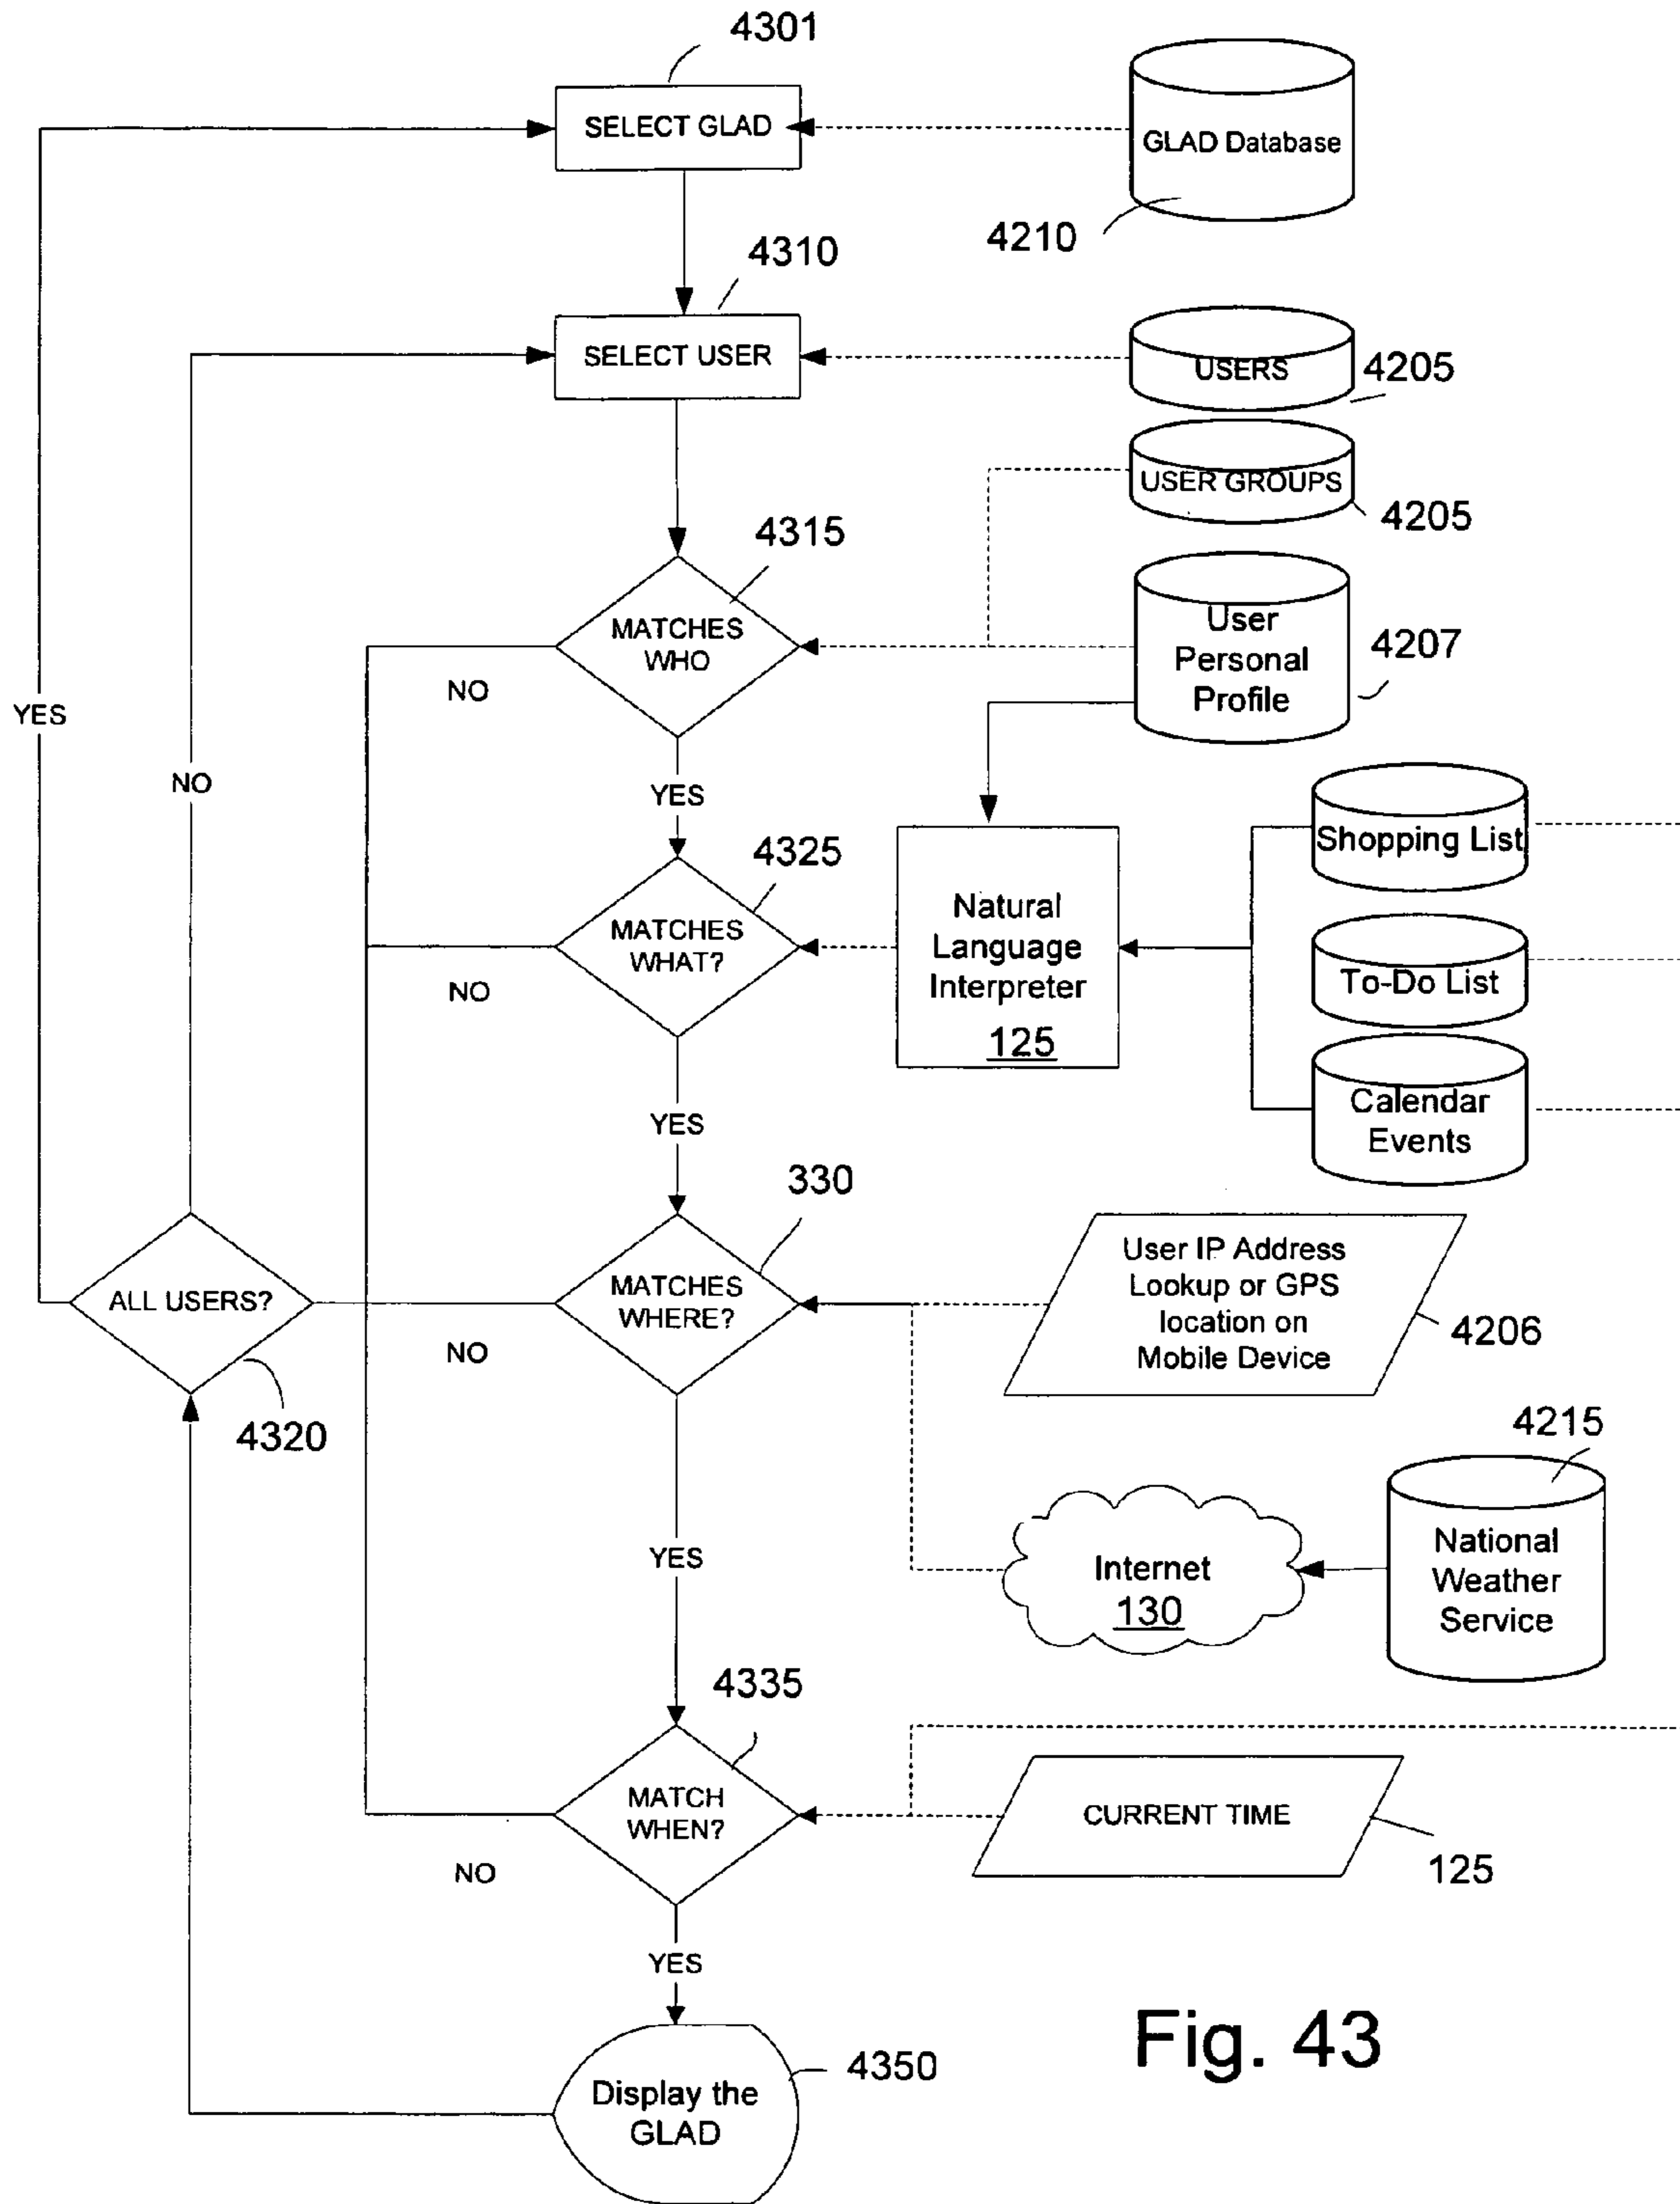 4301
SELECT GLAD
GLAD Database
4210
4310
SELECT USER
USERS
4205
USER GROUPS
4205
4315
MATCHES
WHO
NO
YES
User
Personal
Profile
4207
YES
NO
4325
MATCHES
WHAT?
NO
YES
Natural
Language
Interpreter
125
Shopping List
To-Do List
Calendar
Events
330
MATCHES
WHERE?
NO
YES
ALL USERS?
4320
User IP Address
Lookup or GPS
location on
Mobile Device
4206
4215
National
Weather
Service
Internet
130
4335
MATCH
WHEN?
NO
YES
CURRENT TIME
125
Display the
GLAD
4350
Fig. 43